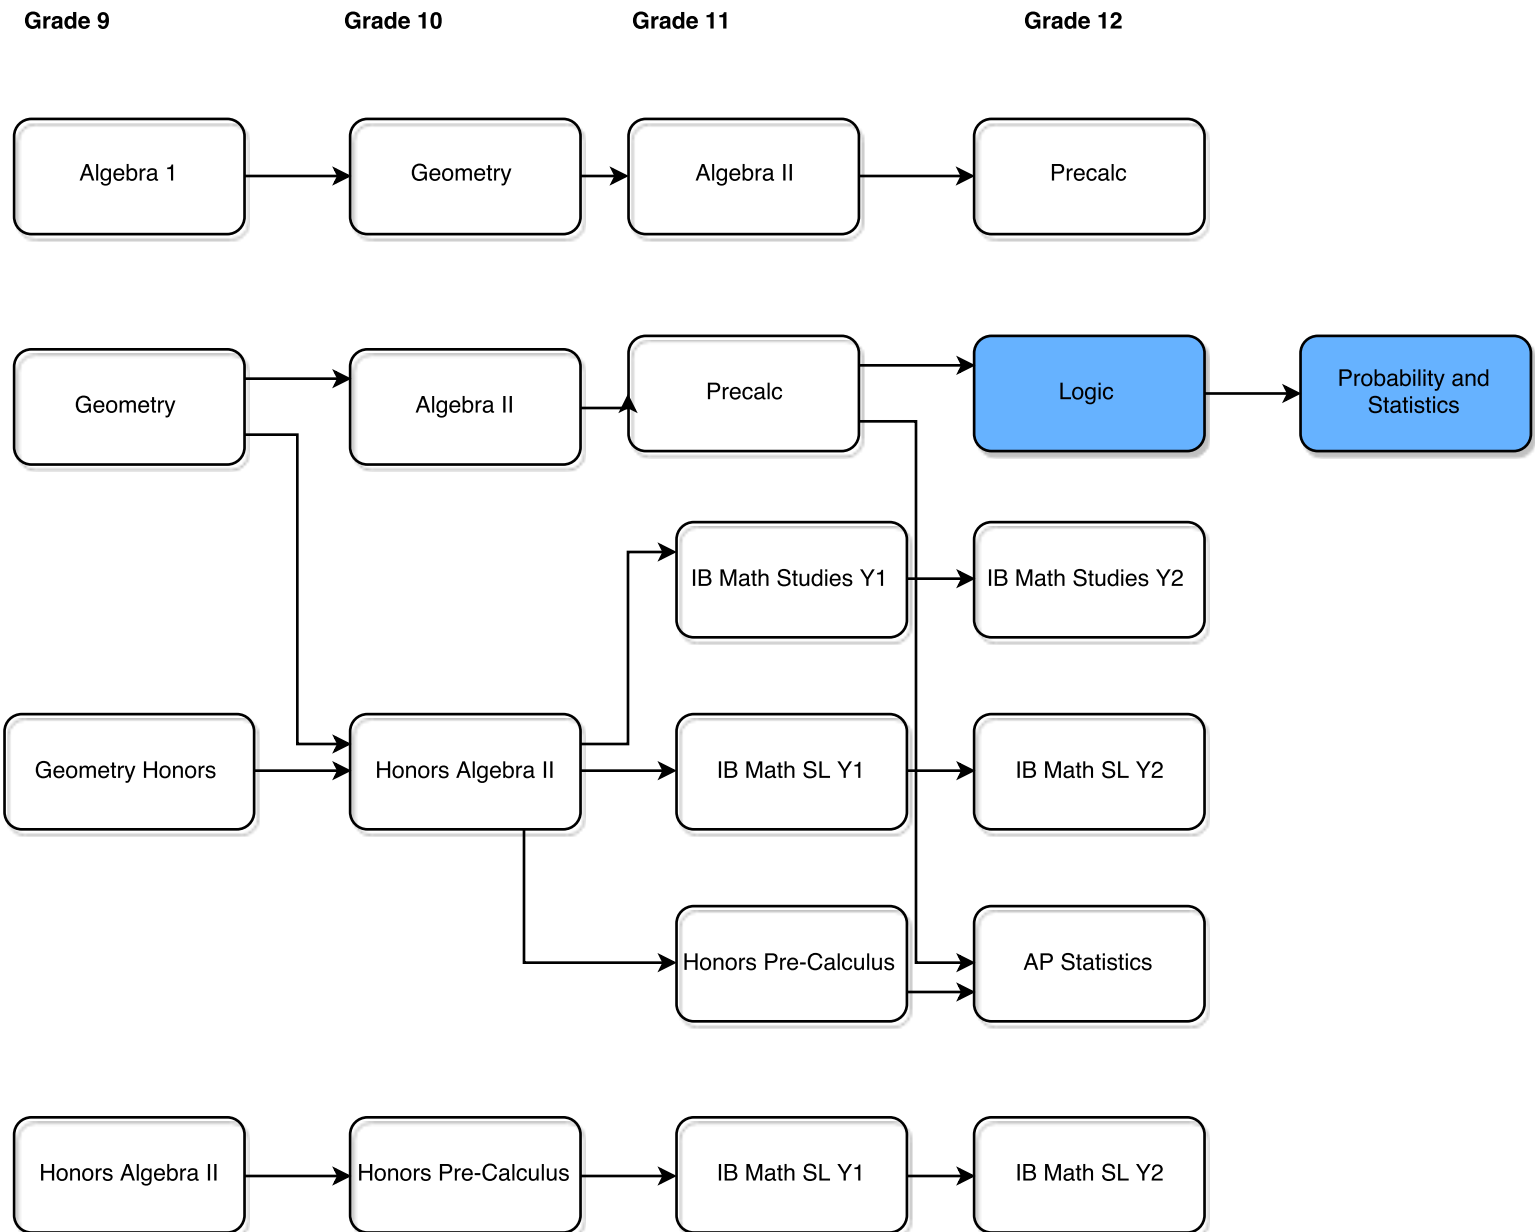 Grade 9
Grade 10
Grade 11
Grade 12
Algebra 1
Geometry
Algebra II
Precalc
Geometry
Algebra II
Precalc
Logic
Probability and
Statistics
IB Math Studies Y1
IB Math Studies Y2
Geometry Honors
Honors Algebra II
IB Math SL Y1
IB Math SL Y2
Honors Pre-Calculus
AP Statistics
Honors Algebra II
Honors Pre-Calculus
IB Math SL Y1
IB Math SL Y2